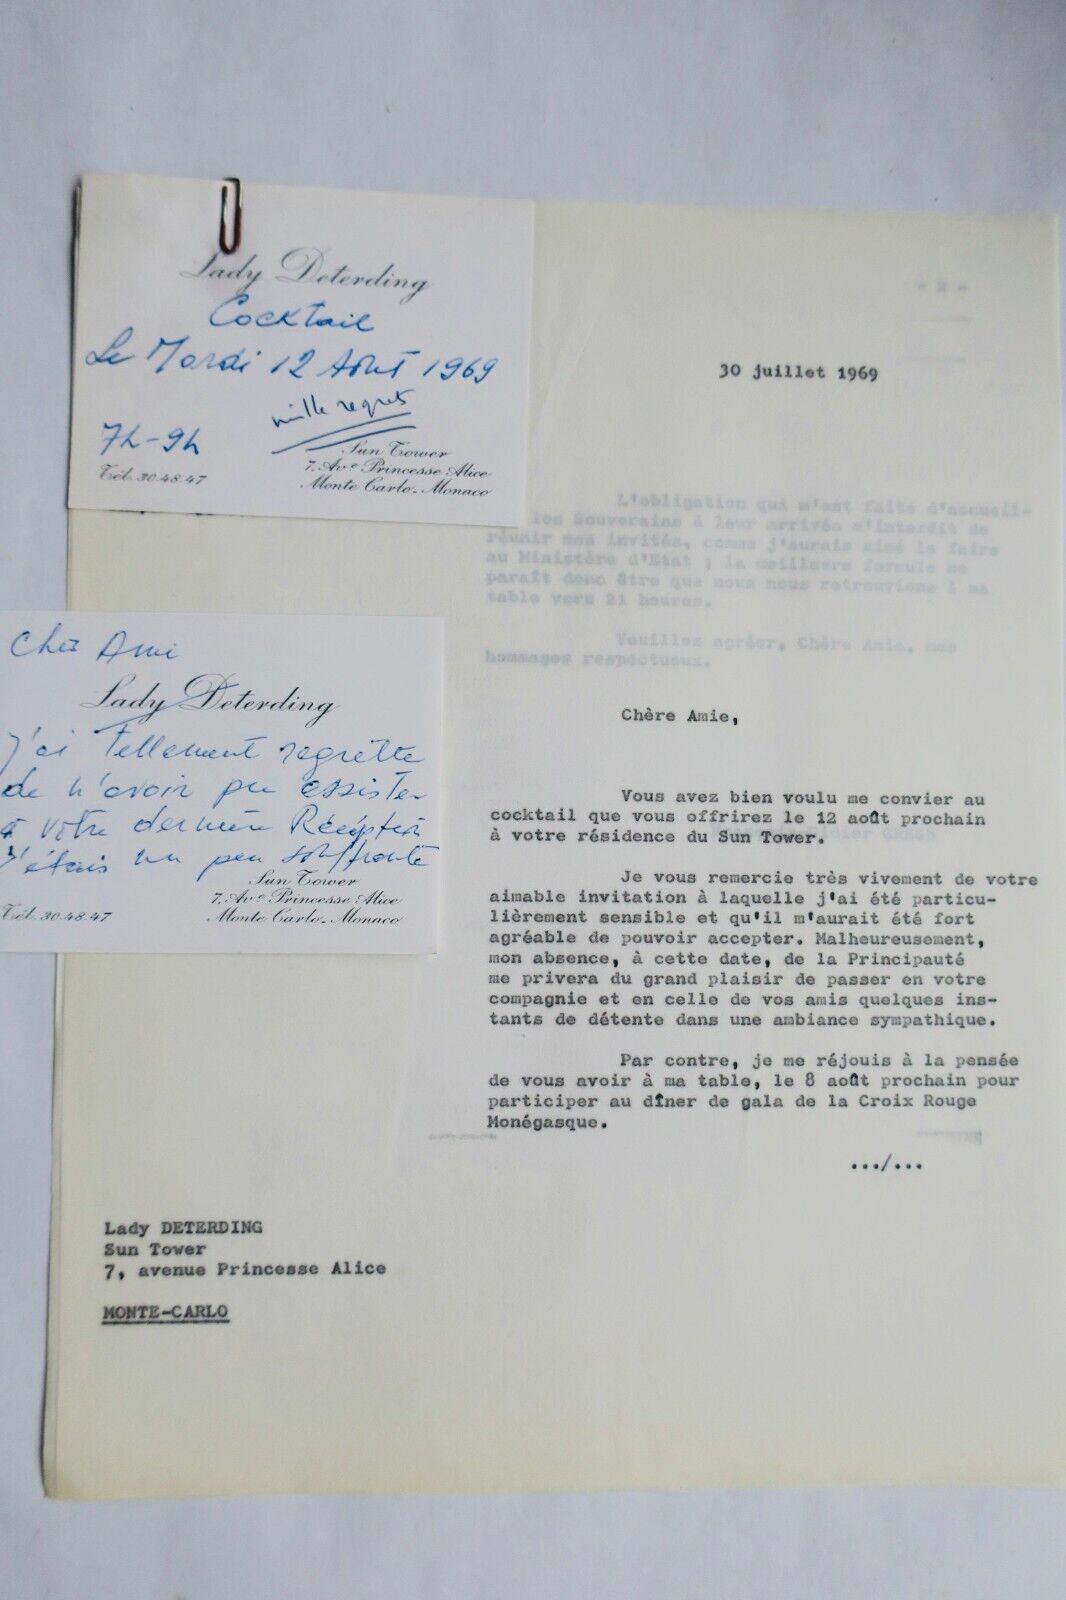 Lady Deterding
Cocktail
Le Mardi 12 Août 1969
mille regrets
7h-9h
Sun Tower
7. Ave Princesse Alice
Tél. 30.48.47
Monte Carlo - Monaco
Cher Ami
Lady Deterding
J'ai tellement regretté
de n'avoir pu assister
à votre dernière Réception
J'étais un peu souffrante
Sun Tower
7. Ave Princesse Alice
Tél. 30.48.47
Monte Carlo - Monaco
- 2 -
30 juillet 1969
L'obligation qui m'est faite d'accueil-
les Souverains à leur arrivée m'interdit de
réunir mes invités, comme j'aurais aimé le faire
au Ministère d'Etat ; la meilleure formule me
paraît donc être que nous nous retrouvions à ma
table vers 21 heures.
Veuillez agréer, Chère Amie, mes
hommages respectueux.
Chère Amie,
Vous avez bien voulu me convier au
cocktail que vous offrirez le 12 août prochain
à votre résidence du Sun Tower.
Je vous remercie très vivement de votre
aimable invitation à laquelle j'ai été particu-
lièrement sensible et qu'il m'aurait été fort
agréable de pouvoir accepter. Malheureusement,
mon absence, à cette date, de la Principauté
me privera du grand plaisir de passer en votre
compagnie et en celle de vos amis quelques ins-
tants de détente dans une ambiance sympathique.
Par contre, je me réjouis à la pensée
de vous avoir à ma table, le 8 août prochain pour
participer au dîner de gala de la Croix Rouge
Monégasque.
.../...
Lady DETERDING
Sun Tower
7, avenue Princesse Alice
MONTE-CARLO